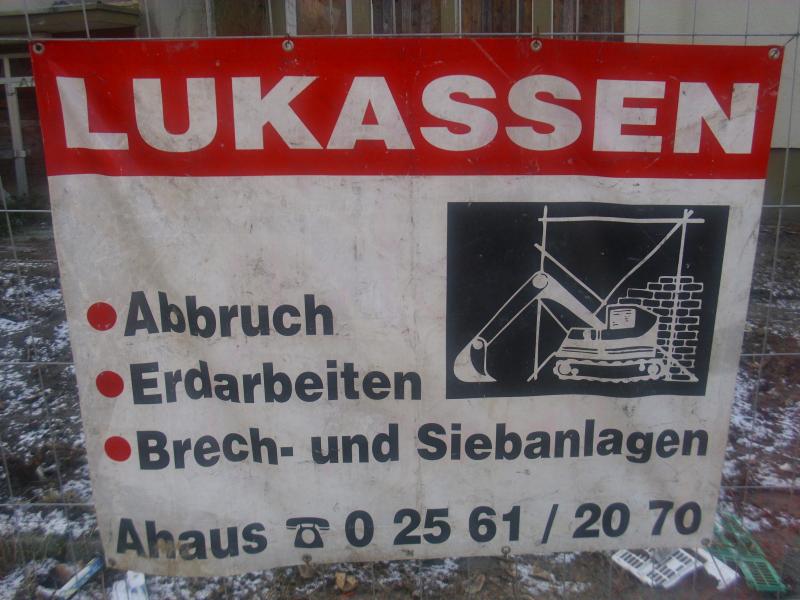 LUKASSEN
Abbruch
Erdarbeiten
Brech- und Siebanlagen
Ahaus ☎ 0 25 61 / 20 70